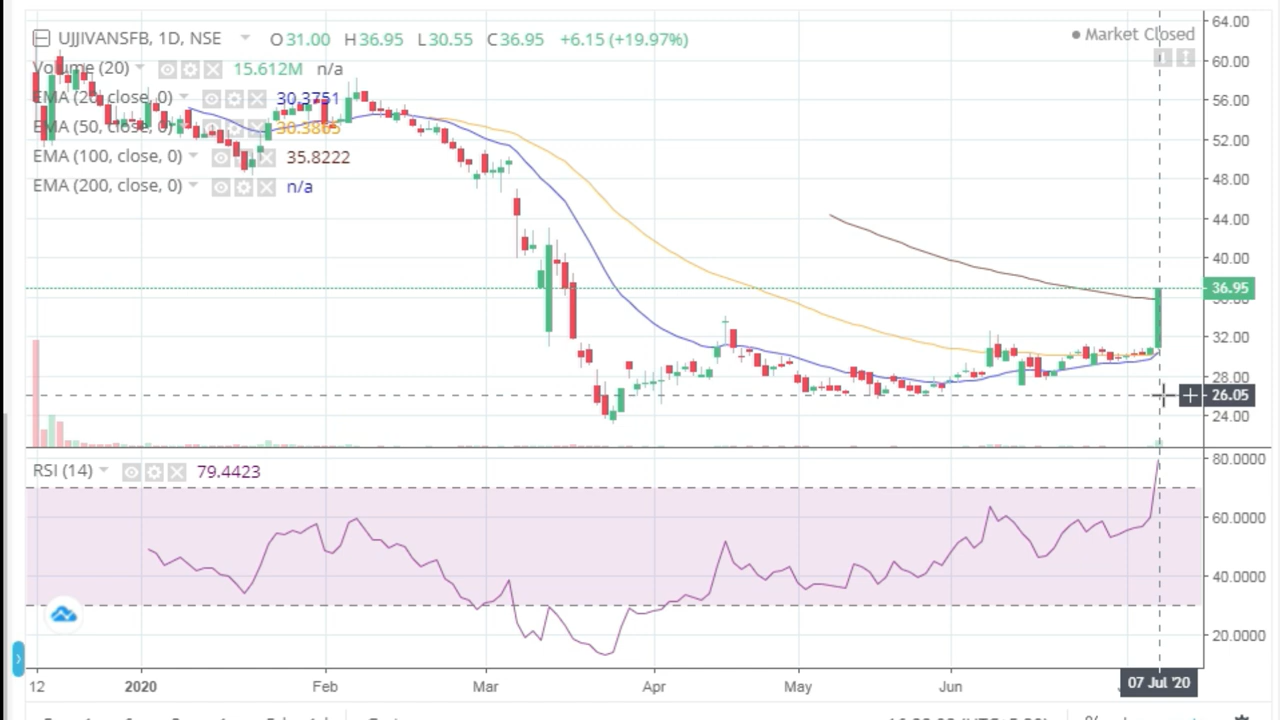 UJJIVANSFB, 1D, NSE O31.00 H36.95 L30.55 C36.95 +6.15 (+19.97%)
Market Closed
Volume (20) 15.612M n/a
EMA (20, close, 0) 30.3751
EMA (50, close, 0) 30.3865
EMA (100, close, 0) 35.8222
EMA (200, close, 0) n/a
64.00
60.00
56.00
52.00
48.00
44.00
40.00
36.95
36.00
32.00
28.00
26.05
24.00
RSI (14) 79.4423
80.0000
60.0000
40.0000
20.0000
12 2020 Feb Mar Apr May Jun 07 Jul '20